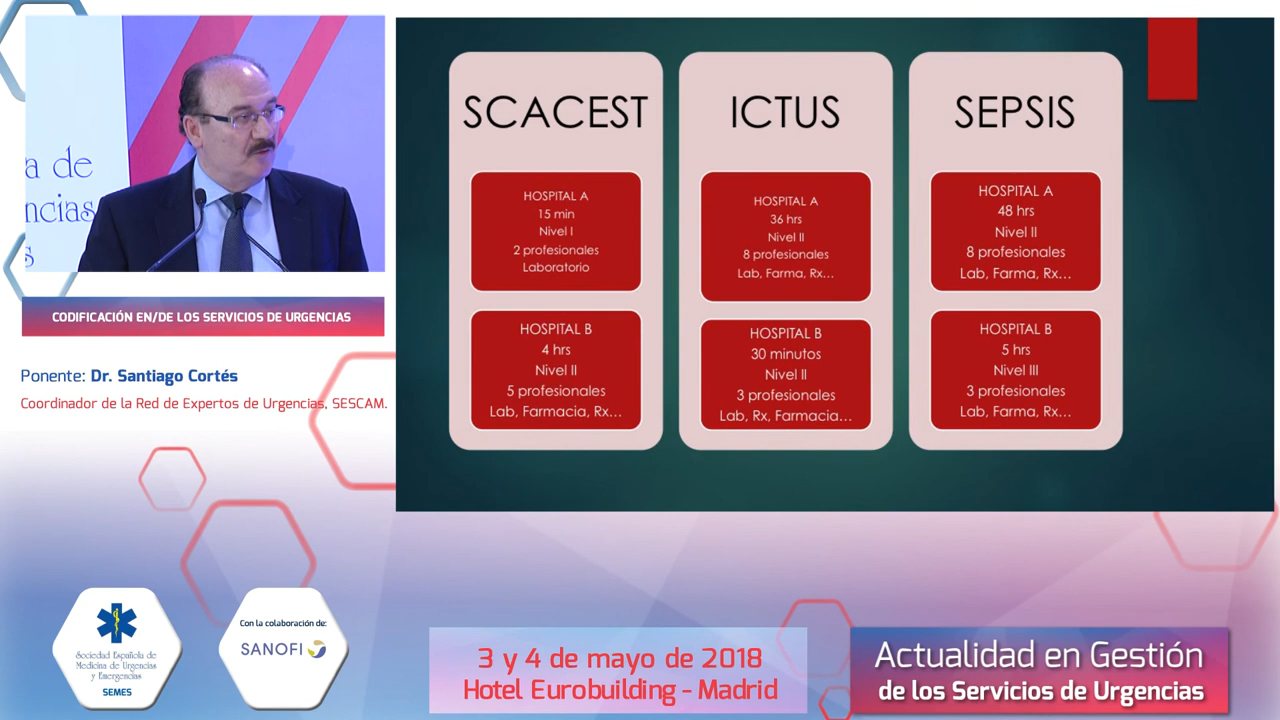 a de
ncias
s
CODIFICACIÓN EN/DE LOS SERVICIOS DE URGENCIAS
Ponente: Dr. Santiago Cortés
Coordinador de la Red de Expertos de Urgencias, SESCAM.
SCACEST
HOSPITAL A
15 min
Nivel I
2 profesionales
Laboratorio
HOSPITAL B
4 hrs
Nivel II
5 profesionales
Lab, Farmacia, Rx...
ICTUS
HOSPITAL A
36 hrs
Nivel II
8 profesionales
Lab, Farma, Rx...
HOSPITAL B
30 minutos
Nivel II
3 profesionales
Lab, Rx, Farmacia...
SEPSIS
HOSPITAL A
48 hrs
Nivel II
8 profesionales
Lab, Farma, Rx...
HOSPITAL B
5 hrs
Nivel III
3 profesionales
Lab, Farma, Rx...
Sociedad Española de
Medicina de Urgencias
y Emergencias
SEMES
Con la colaboración de:
SANOFI
3 y 4 de mayo de 2018
Hotel Eurobuilding - Madrid
Actualidad en Gestión
de los Servicios de Urgencias